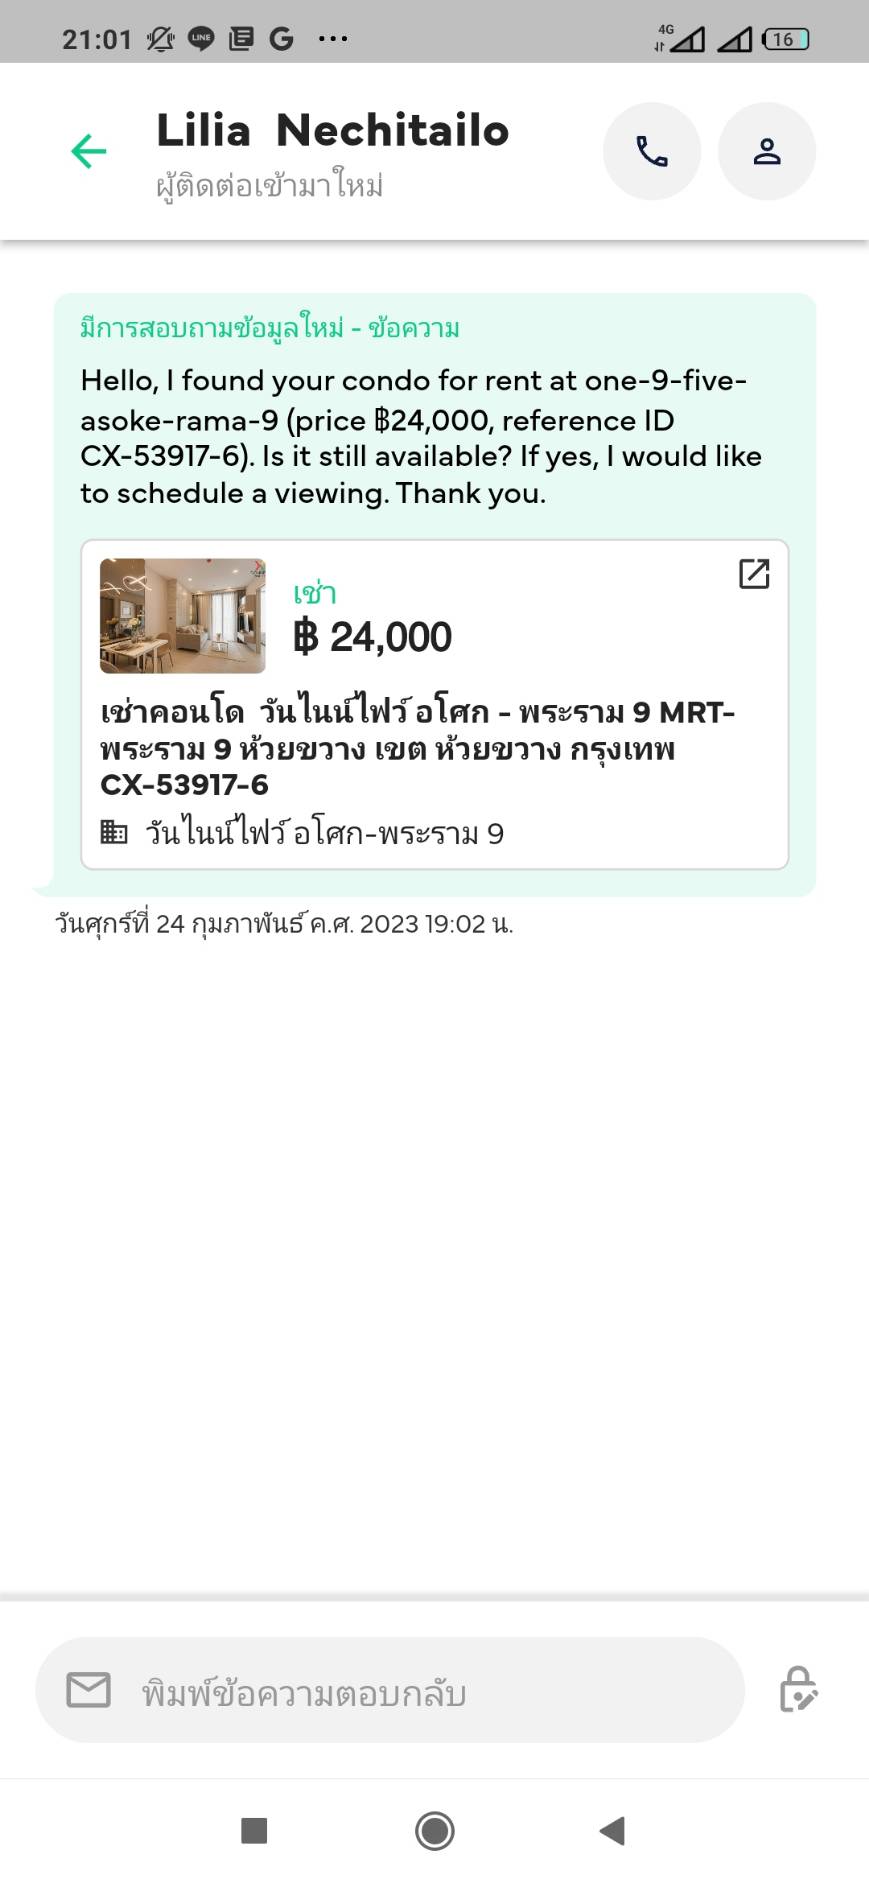 21:01
LINE
G
4G
16
Lilia Nechitailo
ผู้ติดต่อเข้ามาใหม่
มีการสอบถามข้อมูลใหม่ - ข้อความ
Hello, I found your condo for rent at one-9-five-
asoke-rama-9 (price ฿24,000, reference ID
CX-53917-6). Is it still available? If yes, I would like
to schedule a viewing. Thank you.
เช่า
฿ 24,000
เช่าคอนโด วันไนน์ไฟว์ อโศก - พระราม 9 MRT-
พระราม 9 ห้วยขวาง เขต ห้วยขวาง กรุงเทพ
CX-53917-6
วันไนน์ไฟว์ อโศก-พระราม 9
วันศุกร์ที่ 24 กุมภาพันธ์ ค.ศ. 2023 19:02 น.
พิมพ์ข้อความตอบกลับ